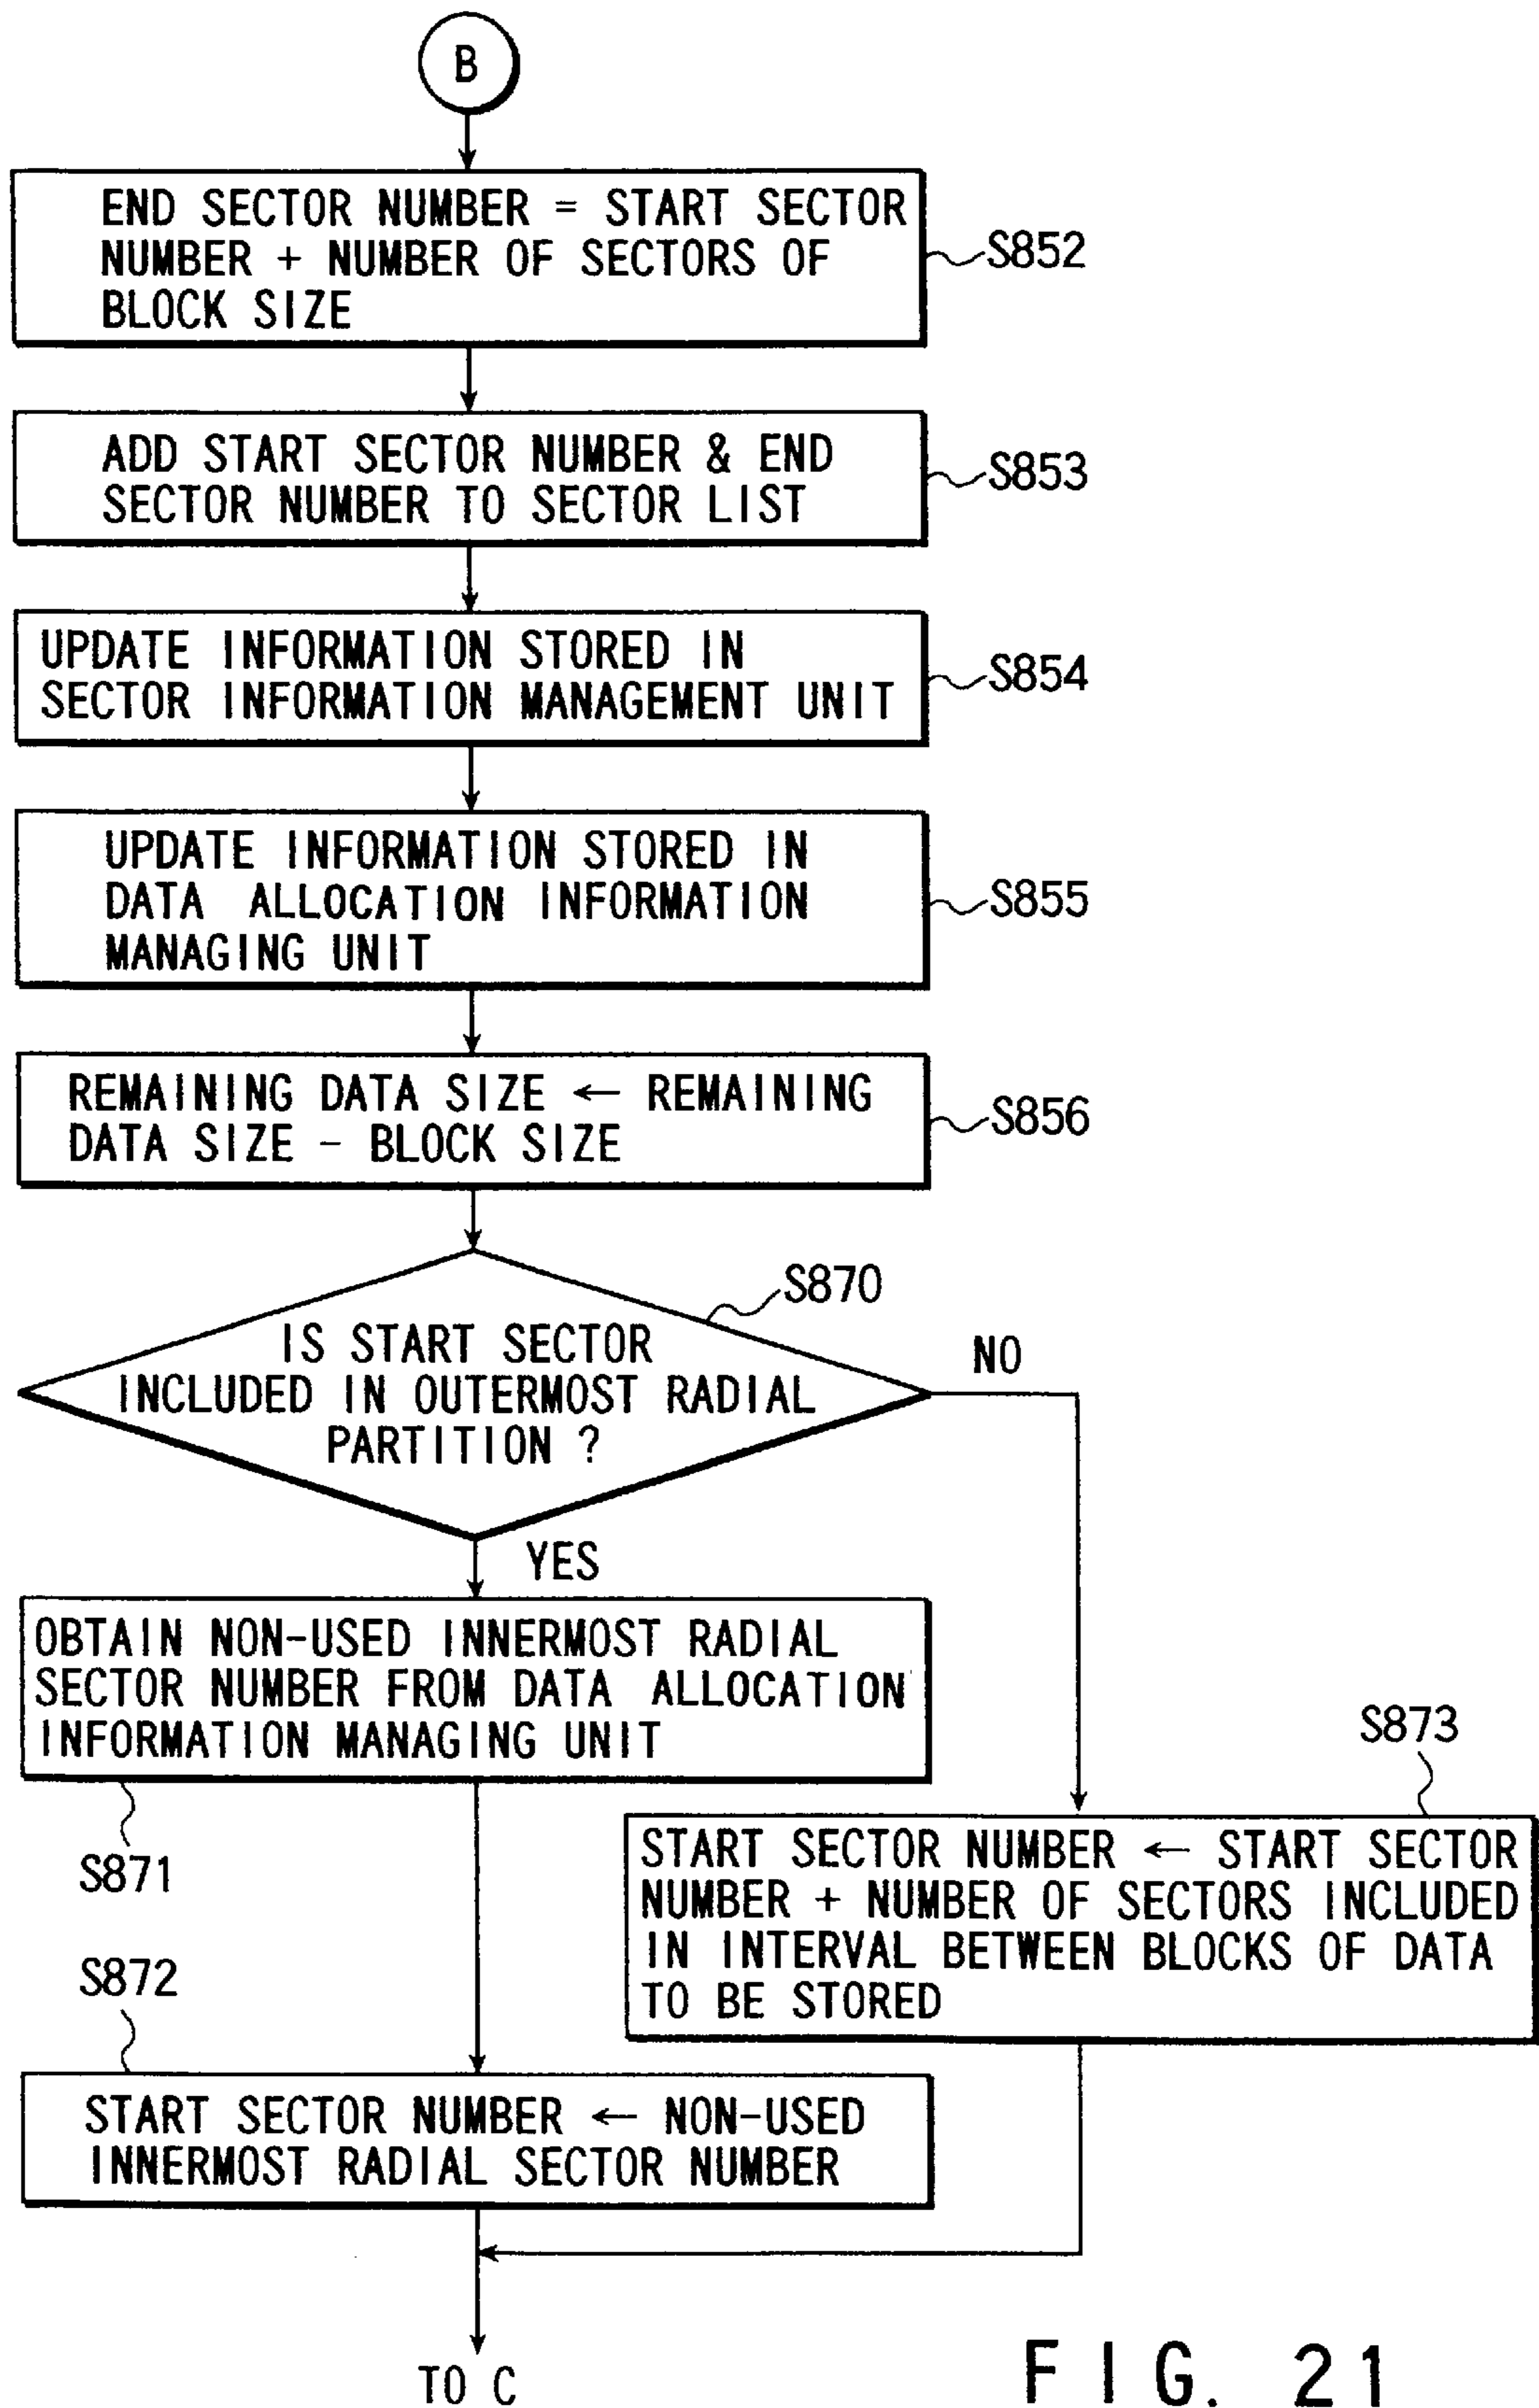 B
END SECTOR NUMBER = START SECTOR
NUMBER + NUMBER OF SECTORS OF
BLOCK SIZE
S852
ADD START SECTOR NUMBER & END
SECTOR NUMBER TO SECTOR LIST
S853
UPDATE INFORMATION STORED IN
SECTOR INFORMATION MANAGEMENT UNIT
S854
UPDATE INFORMATION STORED IN
DATA ALLOCATION INFORMATION
MANAGING UNIT
S855
REMAINING DATA SIZE ← REMAINING
DATA SIZE - BLOCK SIZE
S856
S870
IS START SECTOR
INCLUDED IN OUTERMOST RADIAL
PARTITION ?
NO
YES
OBTAIN NON-USED INNERMOST RADIAL
SECTOR NUMBER FROM DATA ALLOCATION
INFORMATION MANAGING UNIT
S871
S873
START SECTOR NUMBER ← START SECTOR
NUMBER + NUMBER OF SECTORS INCLUDED
IN INTERVAL BETWEEN BLOCKS OF DATA
TO BE STORED
S872
START SECTOR NUMBER ← NON-USED
INNERMOST RADIAL SECTOR NUMBER
TO C
FIG. 21